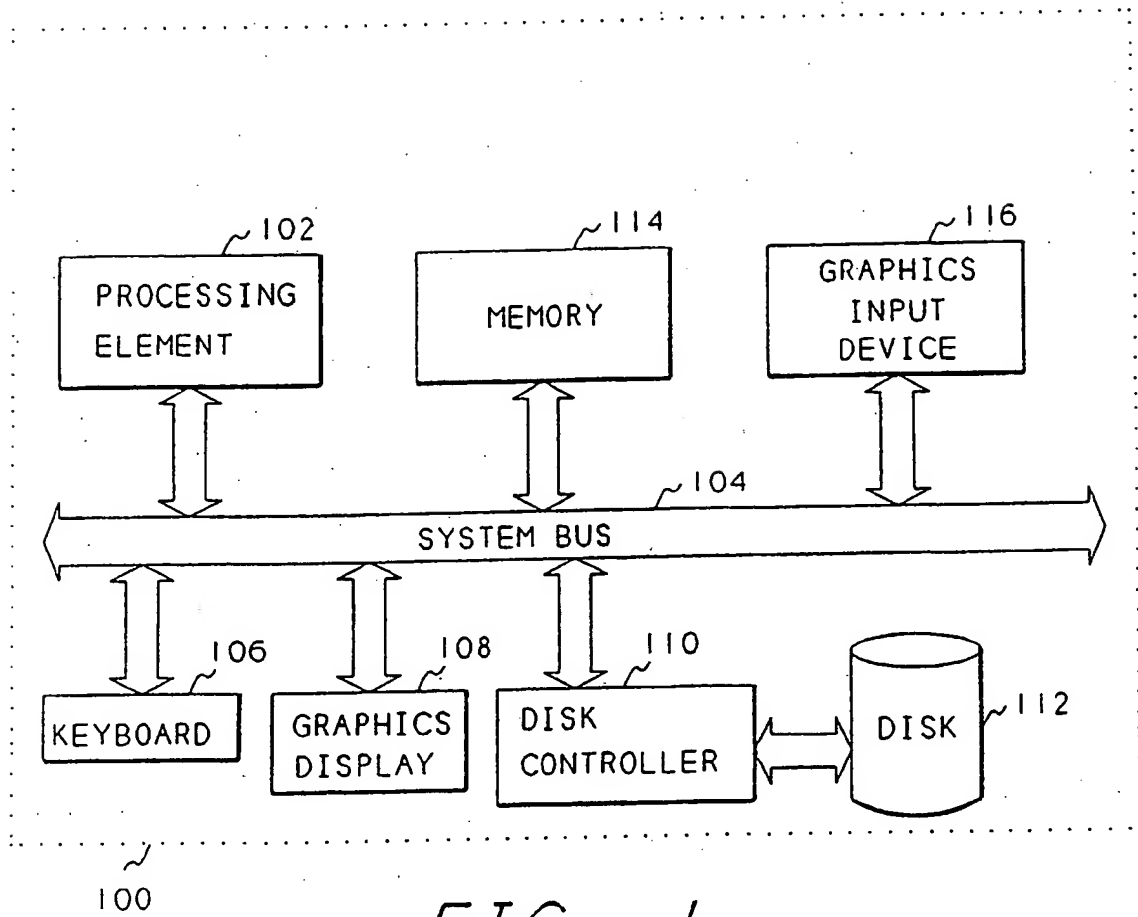 102
114
116
PROCESSING
ELEMENT
MEMORY
GRAPHICS
INPUT
DEVICE
104
SYSTEM BUS
106
108
110
112
KEYBOARD
GRAPHICS
DISPLAY
DISK
CONTROLLER
DISK
100